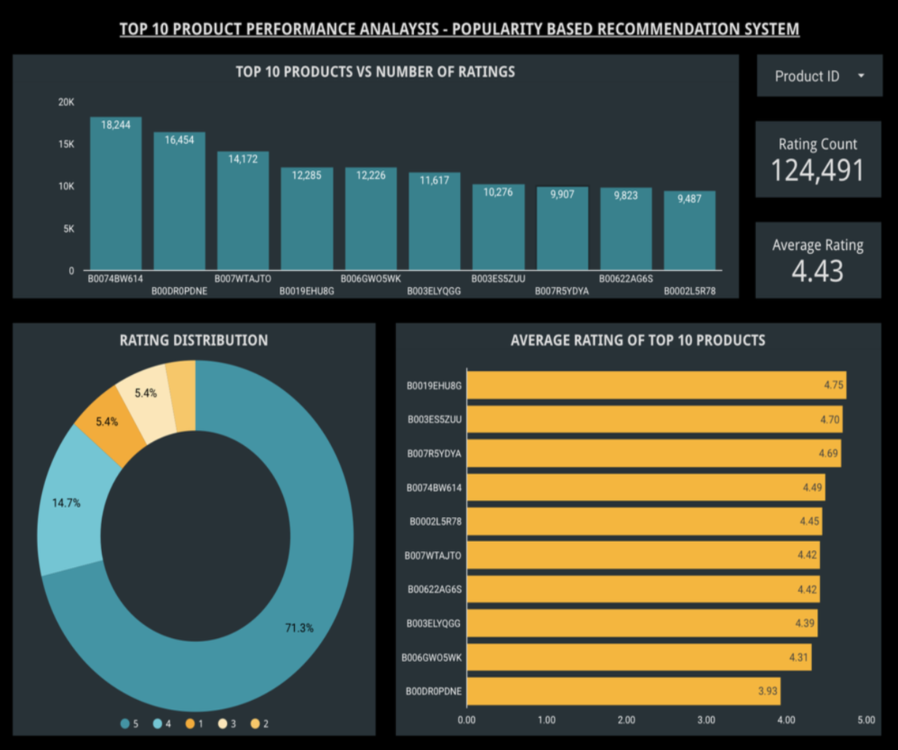 TOP 10 PRODUCT PERFORMANCE ANALAYSIS - POPULARITY BASED RECOMMENDATION SYSTEM
TOP 10 PRODUCTS VS NUMBER OF RATINGS
20K
15K
10K
5K
0
18,244
16,454
14,172
12,285
12,226
11,617
10,276
9,907
9,823
9,487
B0074BW614
B00DR0PDNE
B007WTAJTO
B0019EHU8G
B006GWO5WK
B003ELYQGG
B003ES5ZUU
B007R5YDYA
B00622AG6S
B0002L5R78
Product ID
Rating Count
124,491
Average Rating
4.43
RATING DISTRIBUTION
5.4%
5.4%
14.7%
71.3%
5 4 1 3 2
AVERAGE RATING OF TOP 10 PRODUCTS
B0019EHU8G 4.75
B003ES5ZUU 4.70
B007R5YDYA 4.69
B0074BW614 4.49
B0002L5R78 4.45
B007WTAJTO 4.42
B00622AG6S 4.42
B003ELYQGG 4.39
B006GWO5WK 4.31
B00DR0PDNE 3.93
0.00 1.00 2.00 3.00 4.00 5.00